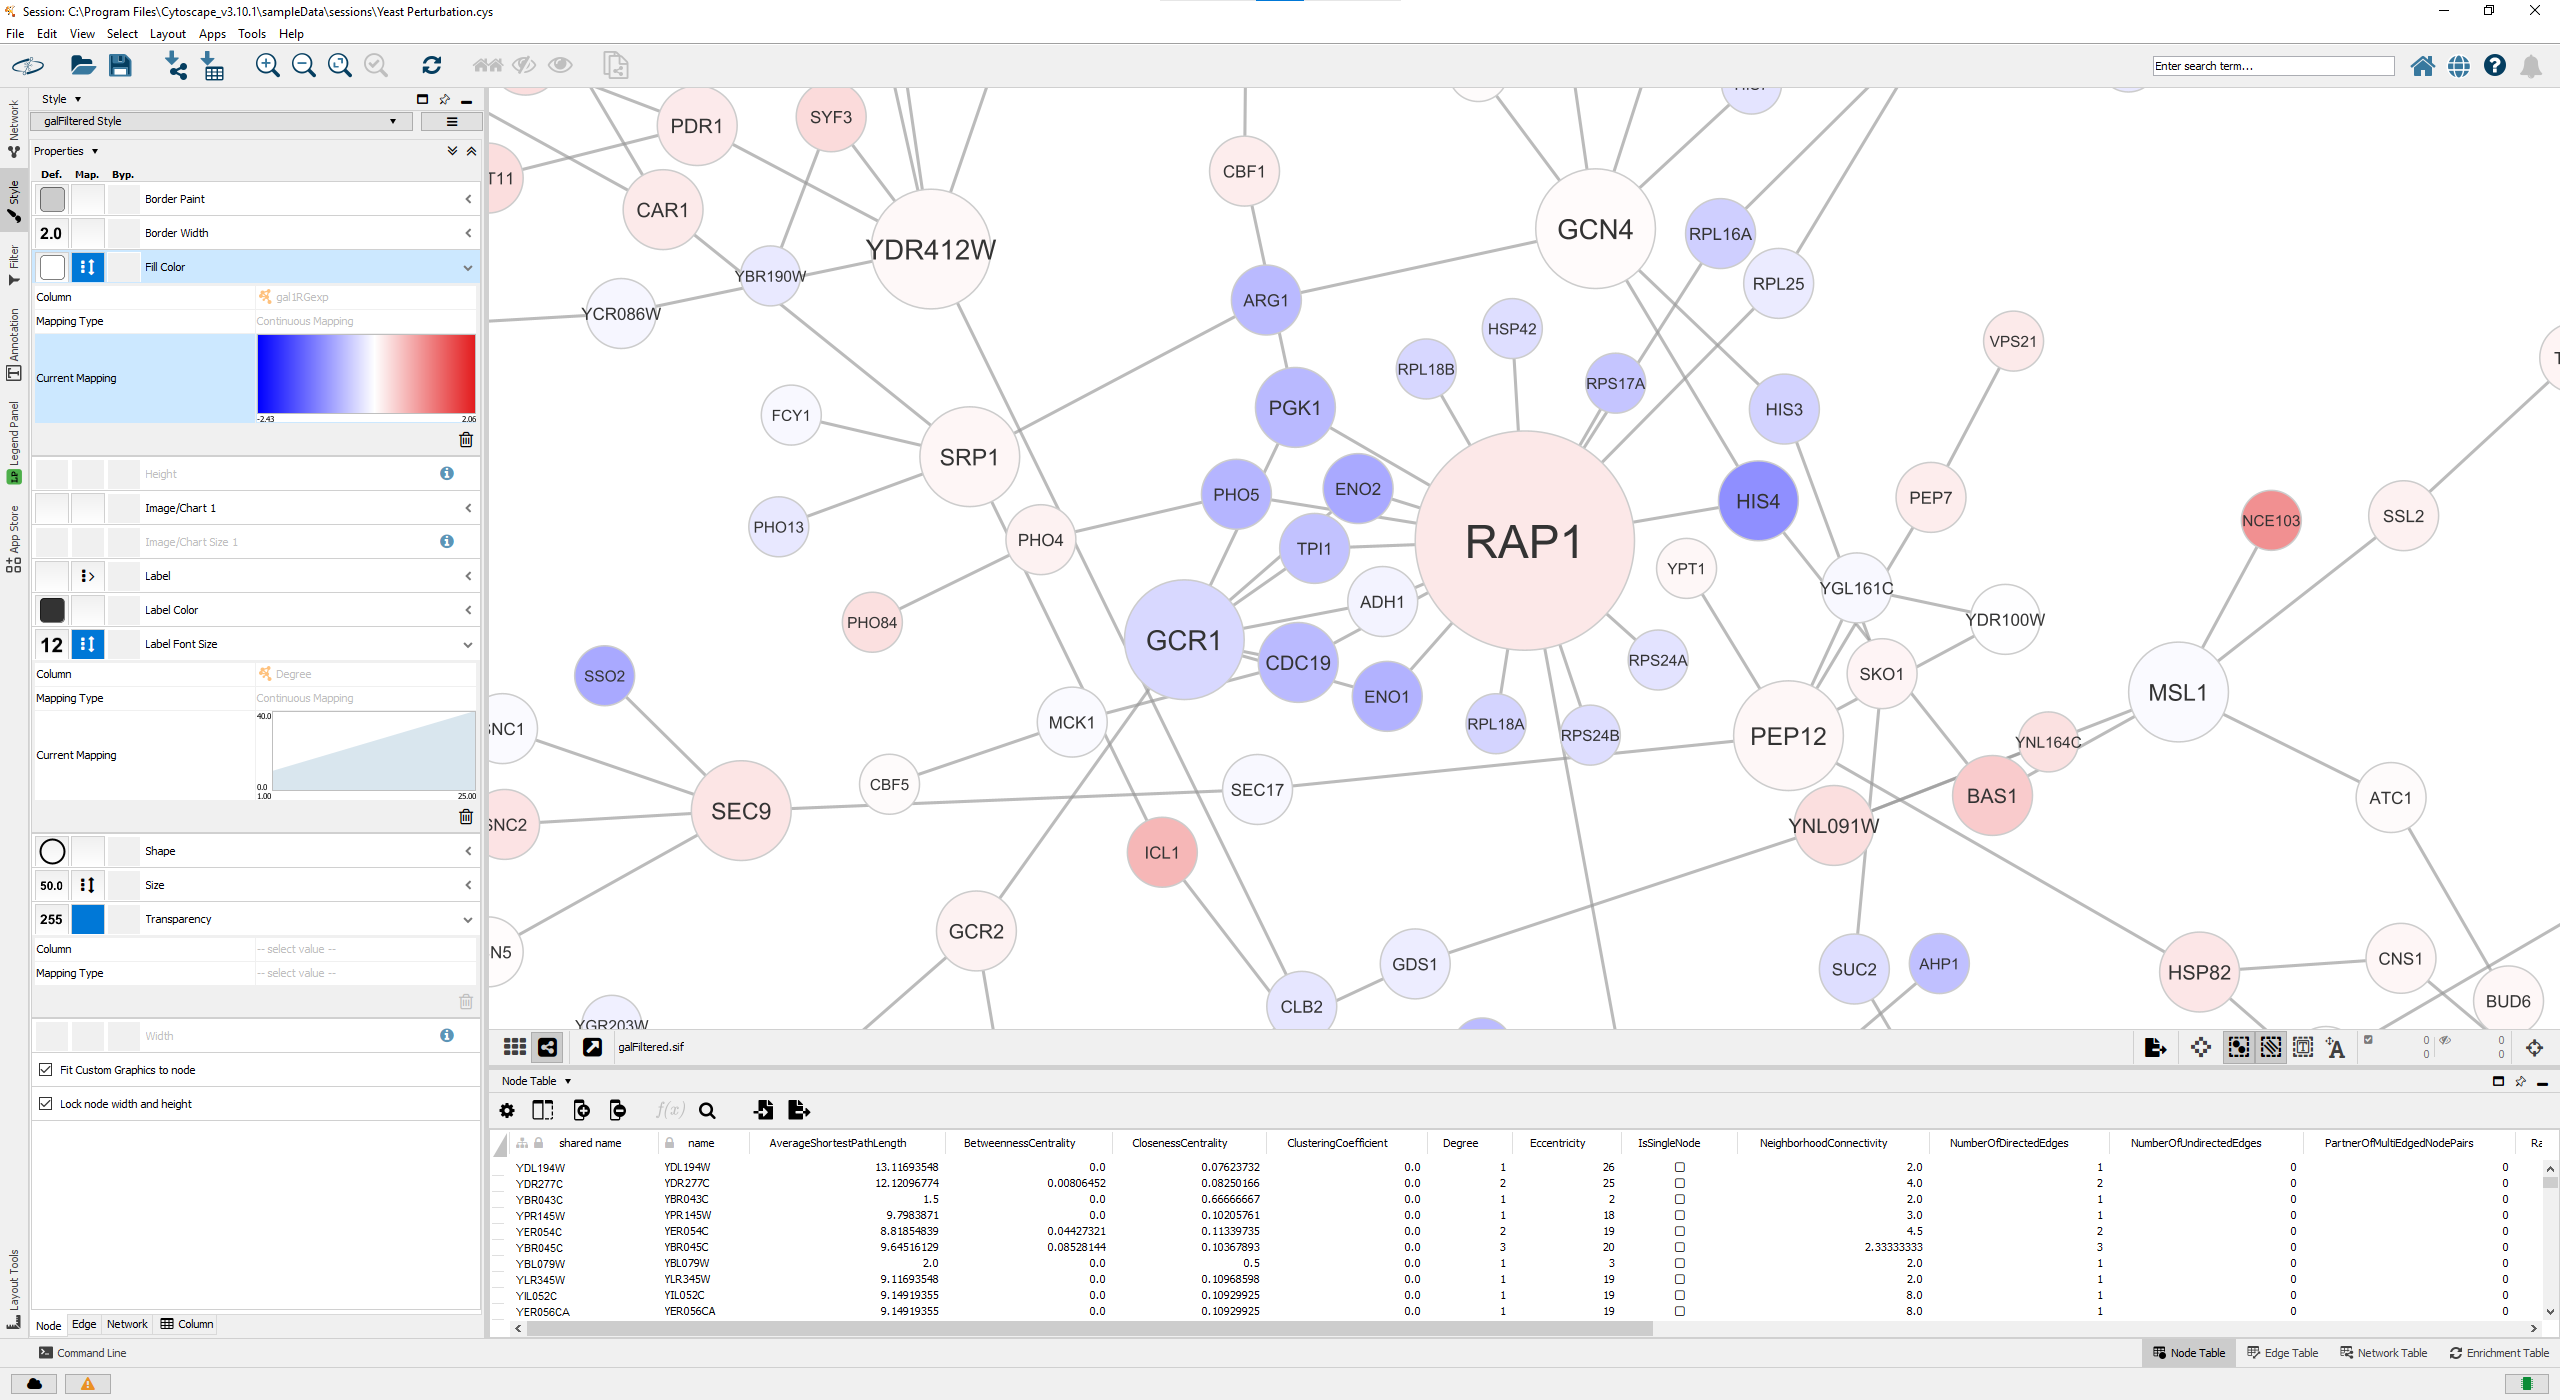 Session: C:\Program Files\Cytoscape_v3.10.1\sampleData\sessions\Yeast Perturbation.cys
File Edit View Select Layout Apps Tools Help
Enter search term...
Network
Style
Filter
Annotation
Legend Panel
App Store
Layout Tools
Style
galFiltered Style
Properties
Def. Map. Byp.
Border Paint
2.0 Border Width
Fill Color
Column gal1RGexp
Mapping Type Continuous Mapping
Current Mapping
-2.43 2.06
Height
Image/Chart 1
Image/Chart Size 1
Label
Label Color
12 Label Font Size
Column Degree
Mapping Type Continuous Mapping
40.0
Current Mapping
0.0
1.00 25.00
Shape
50.0 Size
255 Transparency
Column -- select value --
Mapping Type -- select value --
Width
Fit Custom Graphics to node
Lock node width and height
Node Edge Network Column
PDR1
SYF3
CBF1
T11
CAR1
YDR412W
GCN4
RPL16A
YBR190W
RPL25
YCR086W
ARG1
HSP42
VPS21
RPL18B
RPS17A
FCY1
PGK1
HIS3
SRP1
PHO5
ENO2
HIS4
PEP7
PHO13
PHO4
TPI1
RAP1
NCE103
SSL2
YPT1
YGL161C
ADH1
PHO84
YDR100W
GCR1
CDC19
RPS24A
SKO1
SSO2
ENO1
MSL1
NC1
MCK1
RPL18A
RPS24B
PEP12
YNL164C
CBF5
SEC17
BAS1
ATC1
SEC9
SNC2
YNL091W
ICL1
GCR2
N5
GDS1
SUC2
AHP1
HSP82
CNS1
CLB2
BUD6
YGR203W
galFiltered.sif
0 0
0 0
Node Table
f(x)
shared name name AverageShortestPathLength BetweennessCentrality ClosenessCentrality ClusteringCoefficient Degree Eccentricity IsSingleNode NeighborhoodConnectivity NumberOfDirectedEdges NumberOfUndirectedEdges PartnerOfMultiEdgedNodePairs Ra
YDL194W YDL194W 13.11693548 0.0 0.07623732 0.0 1 26 2.0 1 0 0
YDR277C YDR277C 12.12096774 0.00806452 0.08250166 0.0 2 25 4.0 2 0 0
YBR043C YBR043C 1.5 0.0 0.66666667 0.0 1 2 2.0 1 0 0
YPR145W YPR145W 9.7983871 0.0 0.10205761 0.0 1 18 3.0 1 0 0
YER054C YER054C 8.81854839 0.04427321 0.11339735 0.0 2 19 4.5 2 0 0
YBR045C YBR045C 9.64516129 0.08528144 0.10367893 0.0 3 20 2.33333333 3 0 0
YBL079W YBL079W 2.0 0.0 0.5 0.0 1 3 2.0 1 0 0
YLR345W YLR345W 9.11693548 0.0 0.10968598 0.0 1 19 2.0 1 0 0
YIL052C YIL052C 9.14919355 0.0 0.10929925 0.0 1 19 8.0 1 0 0
YER056CA YER056CA 9.14919355 0.0 0.10929925 0.0 1 19 8.0 1 0 0
Command Line
Node Table Edge Table Network Table Enrichment Table